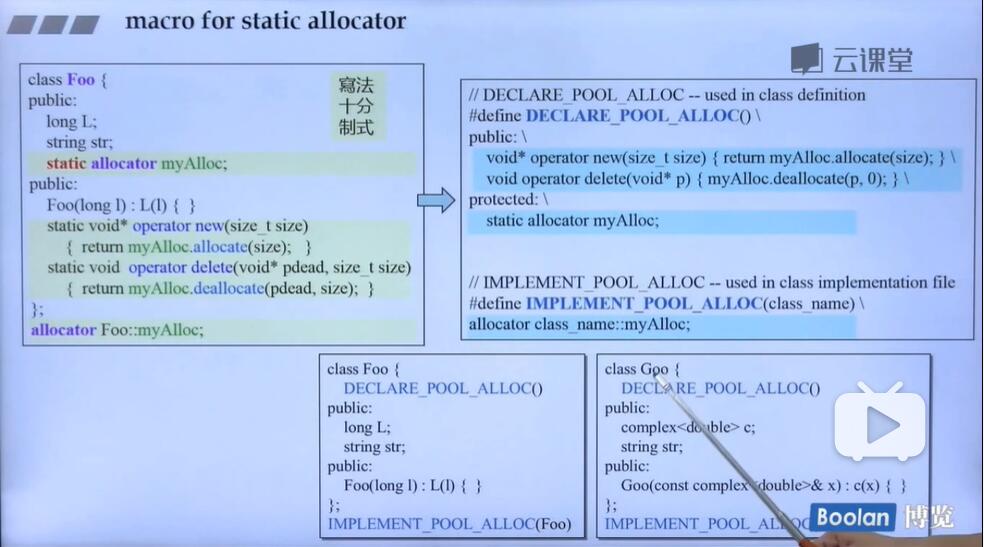 macro for static allocator
云课堂
class Foo {
public:
long L;
string str;
static allocator myAlloc;
public:
Foo(long l) : L(l) { }
static void* operator new(size_t size)
{ return myAlloc.allocate(size); }
static void operator delete(void* pdead, size_t size)
{ return myAlloc.deallocate(pdead, size); }
};
allocator Foo::myAlloc;
寫法
十分
制式
// DECLARE_POOL_ALLOC -- used in class definition
#define DECLARE_POOL_ALLOC() \
public: \
void* operator new(size_t size) { return myAlloc.allocate(size); } \
void operator delete(void* p) { myAlloc.deallocate(p, 0); } \
protected: \
static allocator myAlloc;
// IMPLEMENT_POOL_ALLOC -- used in class implementation file
#define IMPLEMENT_POOL_ALLOC(class_name) \
allocator class_name::myAlloc;
class Foo {
DECLARE_POOL_ALLOC()
public:
long L;
string str;
public:
Foo(long l) : L(l) { }
};
IMPLEMENT_POOL_ALLOC(Foo)
class Goo {
DECLARE_POOL_ALLOC()
public:
complex<double> c;
string str;
public:
Goo(const complex<double>& x) : c(x) { }
};
IMPLEMENT_POOL_ALLOC
Boolan 博览